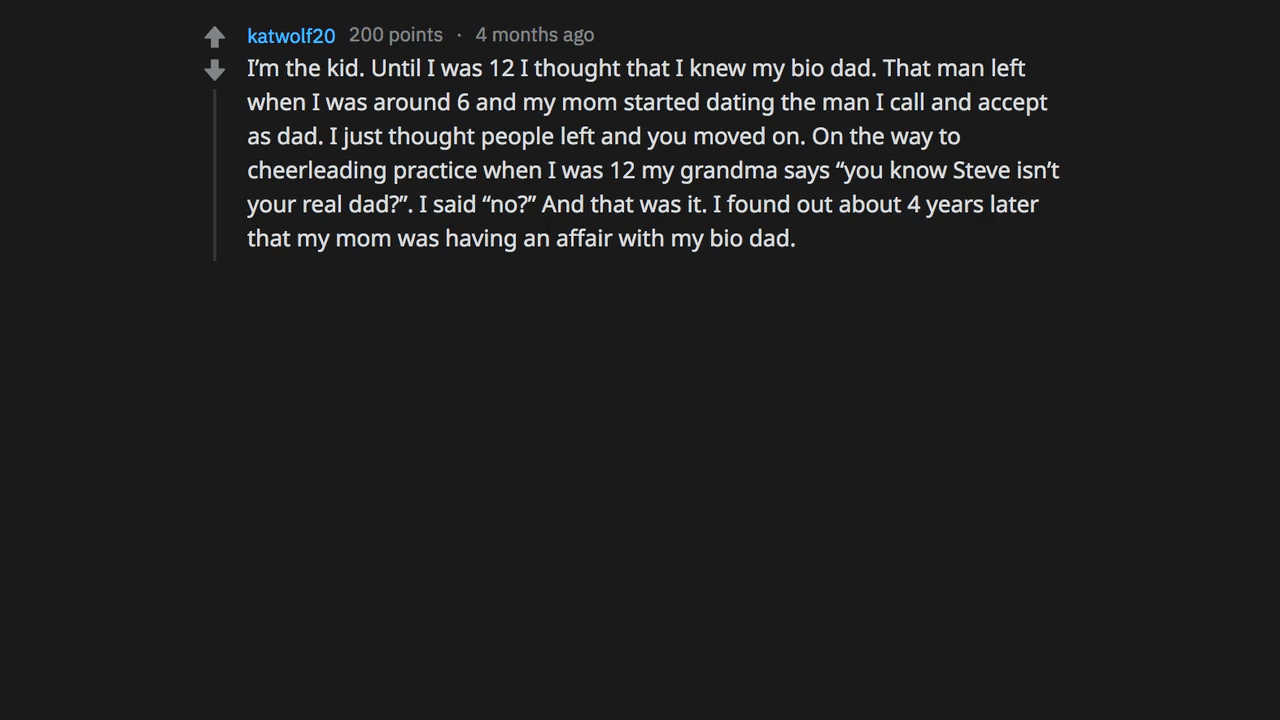 katwolf20 200 points · 4 months ago
I’m the kid. Until I was 12 I thought that I knew my bio dad. That man left
when I was around 6 and my mom started dating the man I call and accept
as dad. I just thought people left and you moved on. On the way to
cheerleading practice when I was 12 my grandma says “you know Steve isn’t
your real dad?”. I said “no?” And that was it. I found out about 4 years later
that my mom was having an affair with my bio dad.